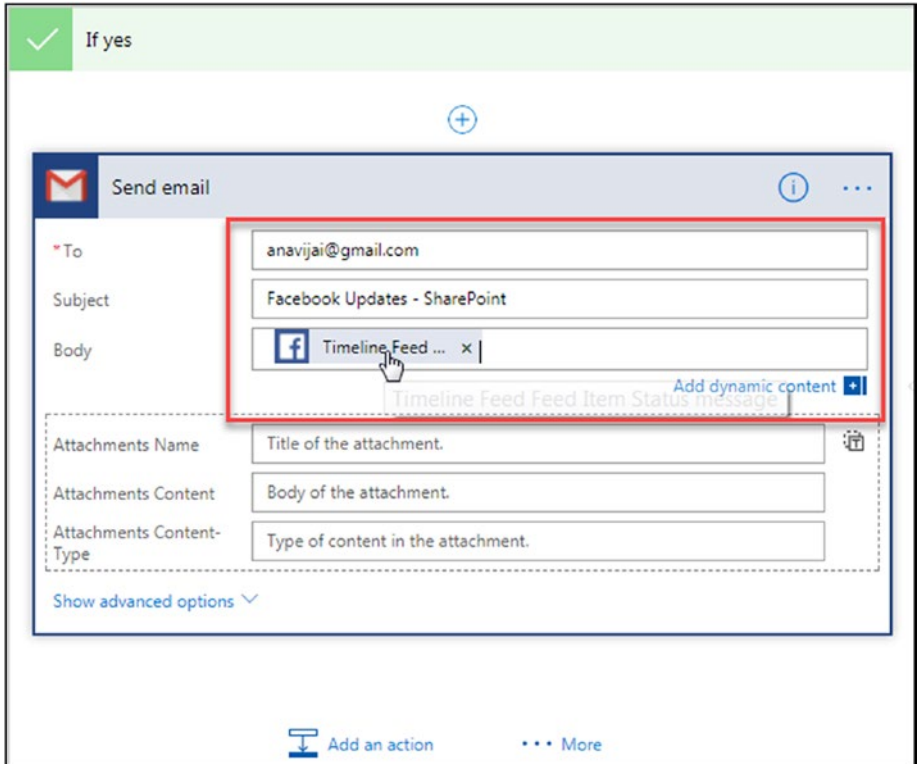 If yes
Send email
*To
anavijai@gmail.com
Subject
Facebook Updates - SharePoint
Body
Timeline Feed ... ×
Add dynamic content
Timeline Feed Feed Item Status message
Attachments Name
Title of the attachment.
Attachments Content
Body of the attachment.
Attachments Content-
Type
Type of content in the attachment.
Show advanced options
Add an action
••• More